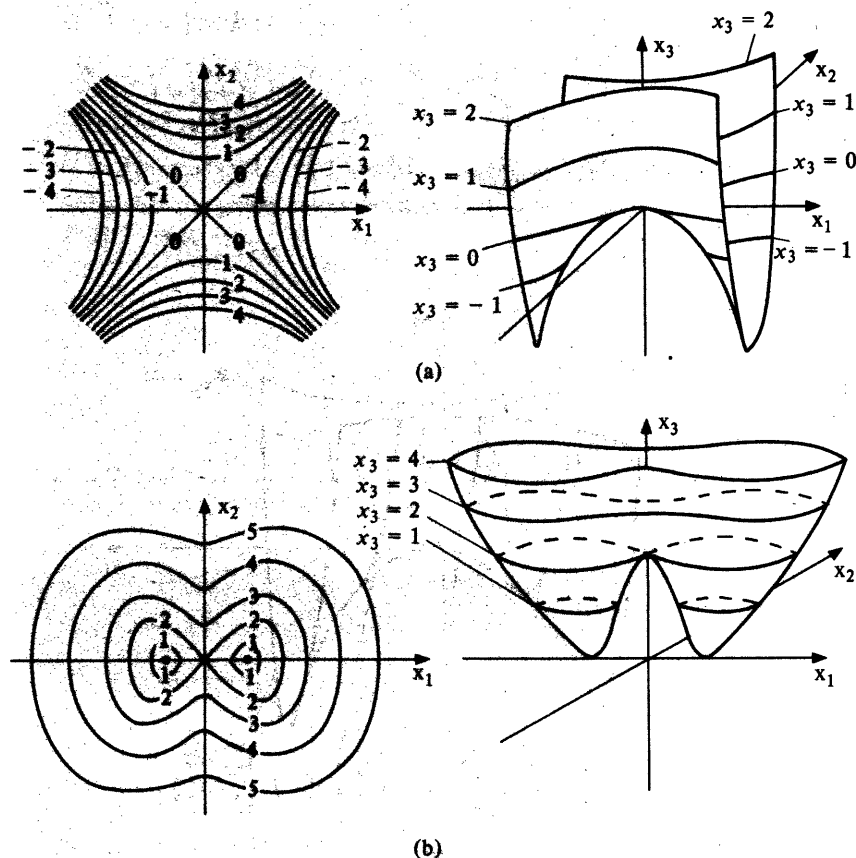 x₂
4
3
2
1
0 0
−2 −2
−3 −3
−4 −4
−1 −1
x₁
0 0
1
2
3
4
x₃ = 2
x₃
x₂
x₃ = 2
x₃ = 1
x₃ = 1
x₃ = 0
x₁
x₃ = 0
x₃ = −1
x₃ = −1
(a)
x₂
5
4
3
2 2
1 1
x₁
1 1
2 2
3
4
5
x₃
x₃ = 4
x₃ = 3
x₃ = 2
x₃ = 1
x₂
x₁
(b)